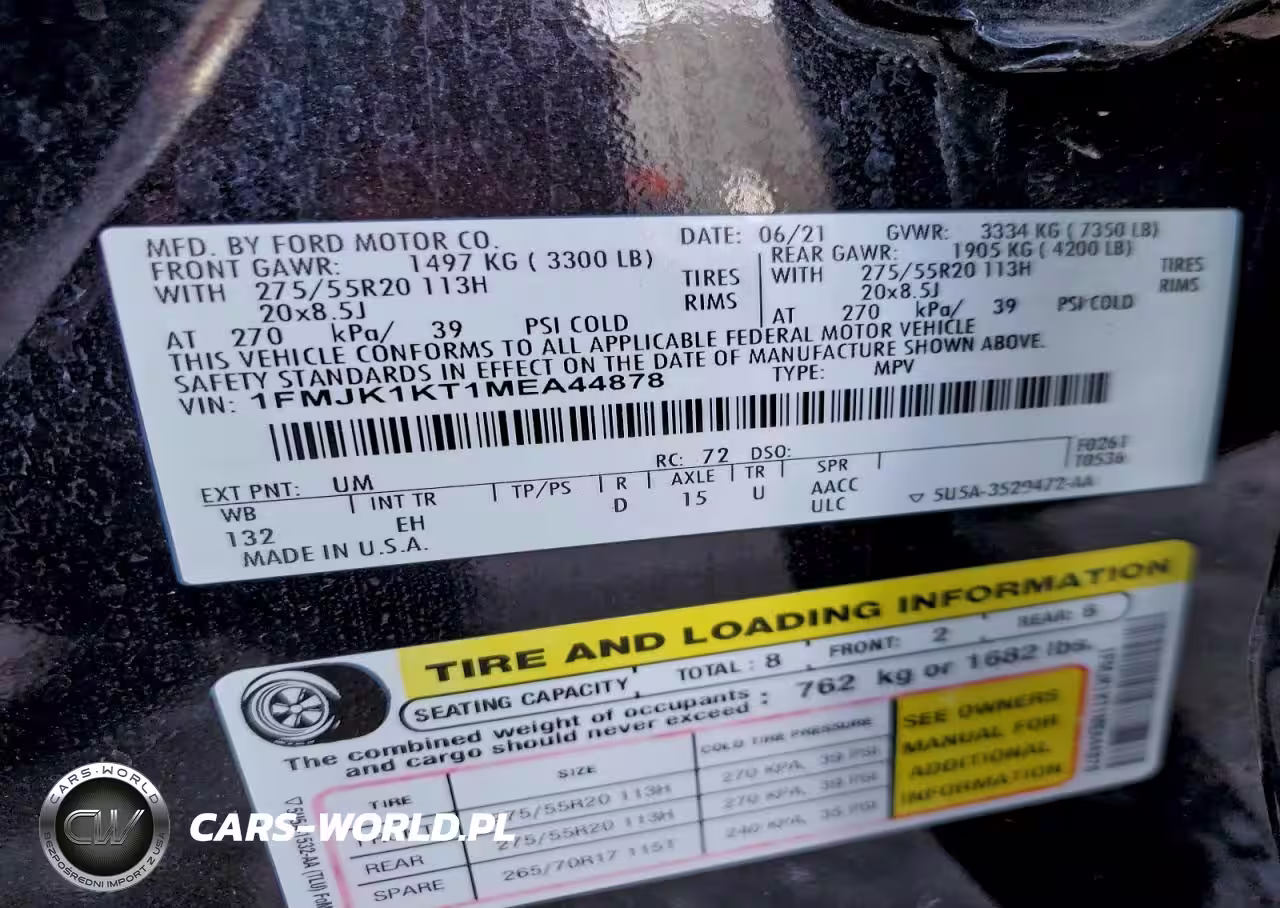 MFD. BY FORD MOTOR CO. DATE: 06/21 GVWR: 3334 KG ( 7350 LB)
FRONT GAWR: 1497 KG ( 3300 LB) REAR GAWR: 1905 KG ( 4200 LB)
WITH 275/55R20 113H TIRES WITH 275/55R20 113H TIRES
20x8.5J RIMS 20x8.5J RIMS
AT 270 kPa/ 39 PSI COLD AT 270 kPa/ 39 PSI COLD
THIS VEHICLE CONFORMS TO ALL APPLICABLE FEDERAL MOTOR VEHICLE
SAFETY STANDARDS IN EFFECT ON THE DATE OF MANUFACTURE SHOWN ABOVE.
VIN: 1FMJK1KT1MEA44878 TYPE: MPV
F0261
T0536
EXT PNT: UM RC: 72 DSO:
WB INT TR TP/PS R AXLE TR SPR
132 EH D 15 U AACC
ULC
▽ 5U5A-3529472-AA
MADE IN U.S.A.
TIRE AND LOADING INFORMATION
SEATING CAPACITY TOTAL : 8 FRONT: 2 REAR: 5
The combined weight of occupants and cargo should never exceed : 762 kg or 1682 lbs.
TIRE SIZE COLD TIRE PRESSURE
275/55R20 113H 270 KPA, 39 PSI
REAR 275/55R20 113H 270 KPA, 39 PSI
SPARE 265/70R17 115T 240 KPA, 35 PSI
SEE OWNERS
MANUAL FOR
ADDITIONAL
INFORMATION
CARS-WORLD
CW
BEZPOŚREDNI IMPORT Z USA
CARS-WORLD.PL